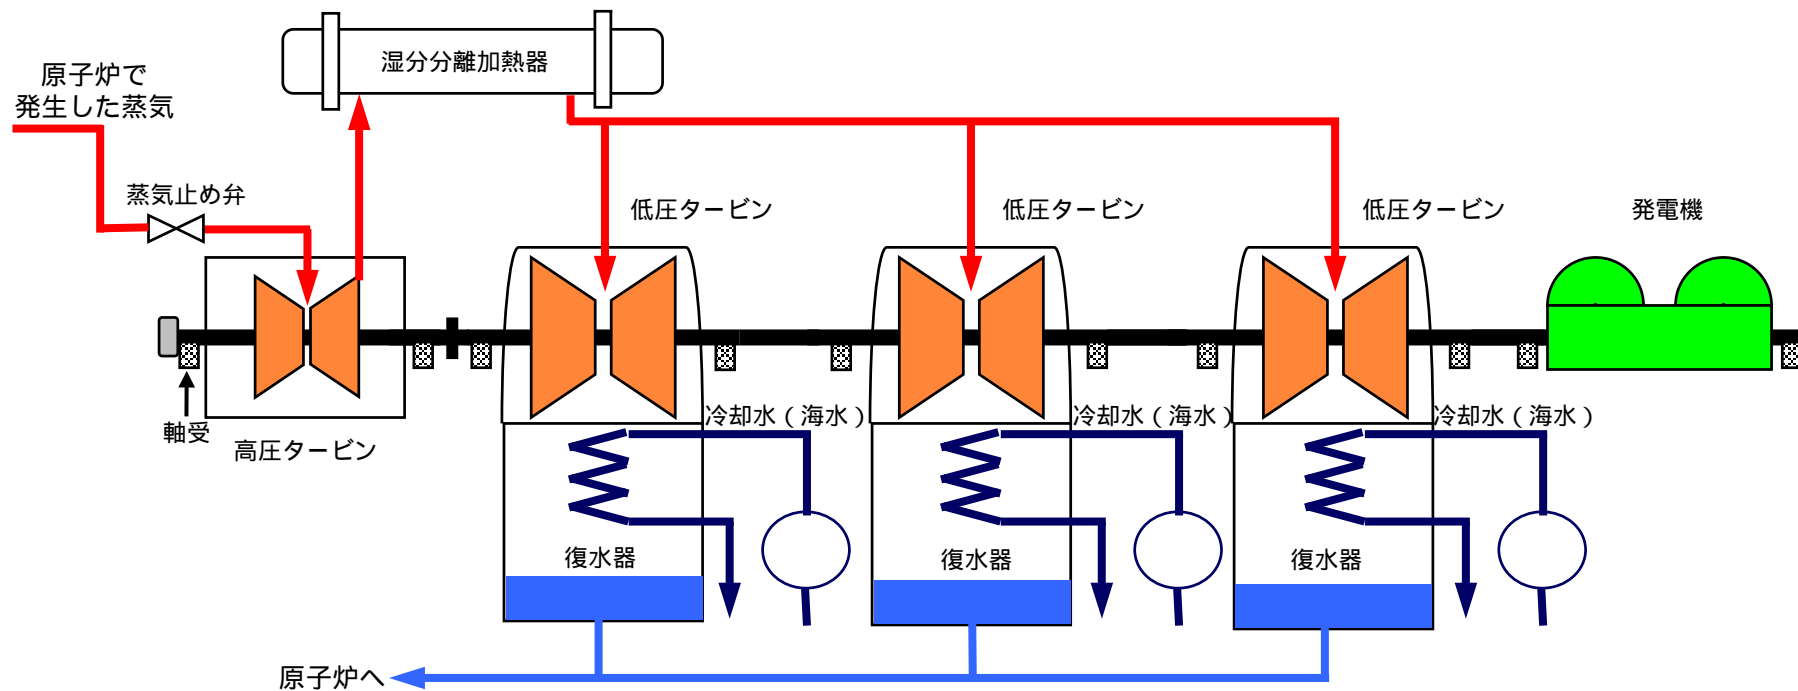 湿分分離加熱器
原子炉で
発生した蒸気
蒸気止め弁
低圧タービン
低圧タービン
低圧タービン
発電機
軸受
高圧タービン
冷却水(海水)
冷却水(海水)
冷却水(海水)
復水器
復水器
復水器
原子炉へ